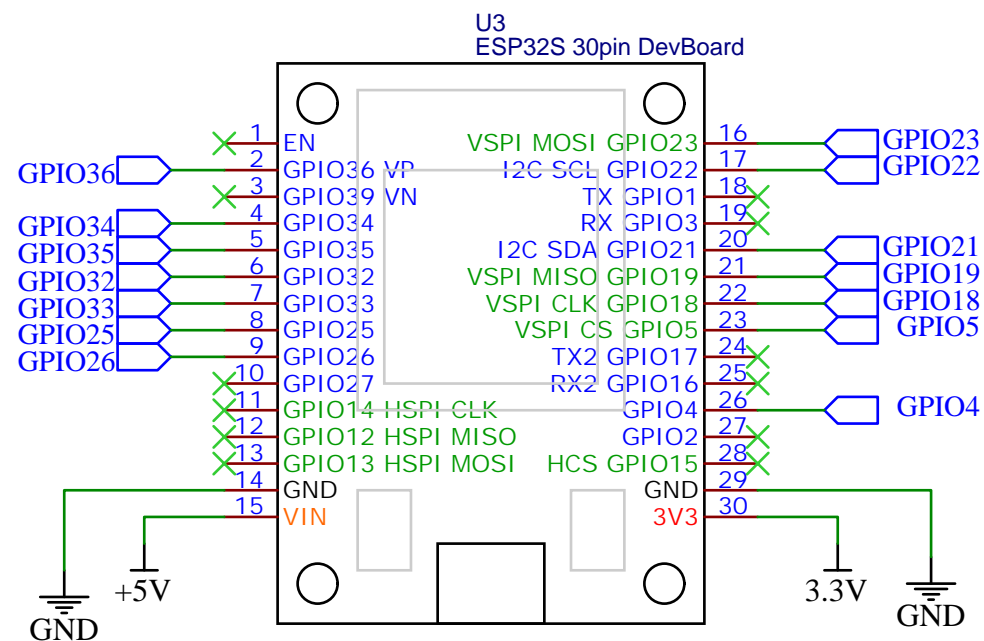 U3
ESP32S 30pin DevBoard
1 EN VSPI MOSI GPIO23 16 GPIO23
GPIO36 2 GPIO36 VP I2C SCL GPIO22 17 GPIO22
3 GPIO39 VN TX GPIO1 18
GPIO34 4 GPIO34 RX GPIO3 19
GPIO35 5 GPIO35 I2C SDA GPIO21 20 GPIO21
GPIO32 6 GPIO32 VSPI MISO GPIO19 21 GPIO19
GPIO33 7 GPIO33 VSPI CLK GPIO18 22 GPIO18
GPIO25 8 GPIO25 VSPI CS GPIO5 23 GPIO5
GPIO26 9 GPIO26 TX2 GPIO17 24
10 GPIO27 RX2 GPIO16 25
11 GPIO14 HSPI CLK GPIO4 26 GPIO4
12 GPIO12 HSPI MISO GPIO2 27
13 GPIO13 HSPI MOSI HCS GPIO15 28
14 GND GND 29
15 VIN 3V3 30
+5V 3.3V
GND GND